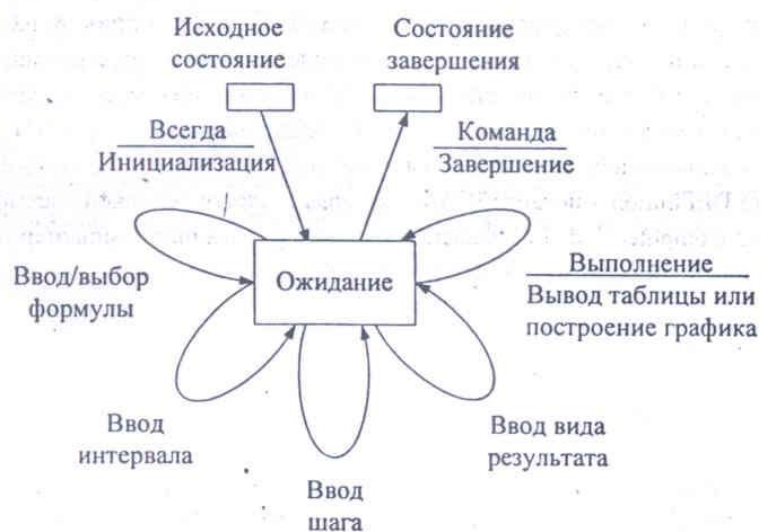 Исходное
состояние
Состояние
завершения
Всегда
Инициализация
Команда
Завершение
Ввод/выбор
формулы
Ожидание
Выполнение
Вывод таблицы или
построение графика
Ввод
интервала
Ввод
шага
Ввод вида
результата